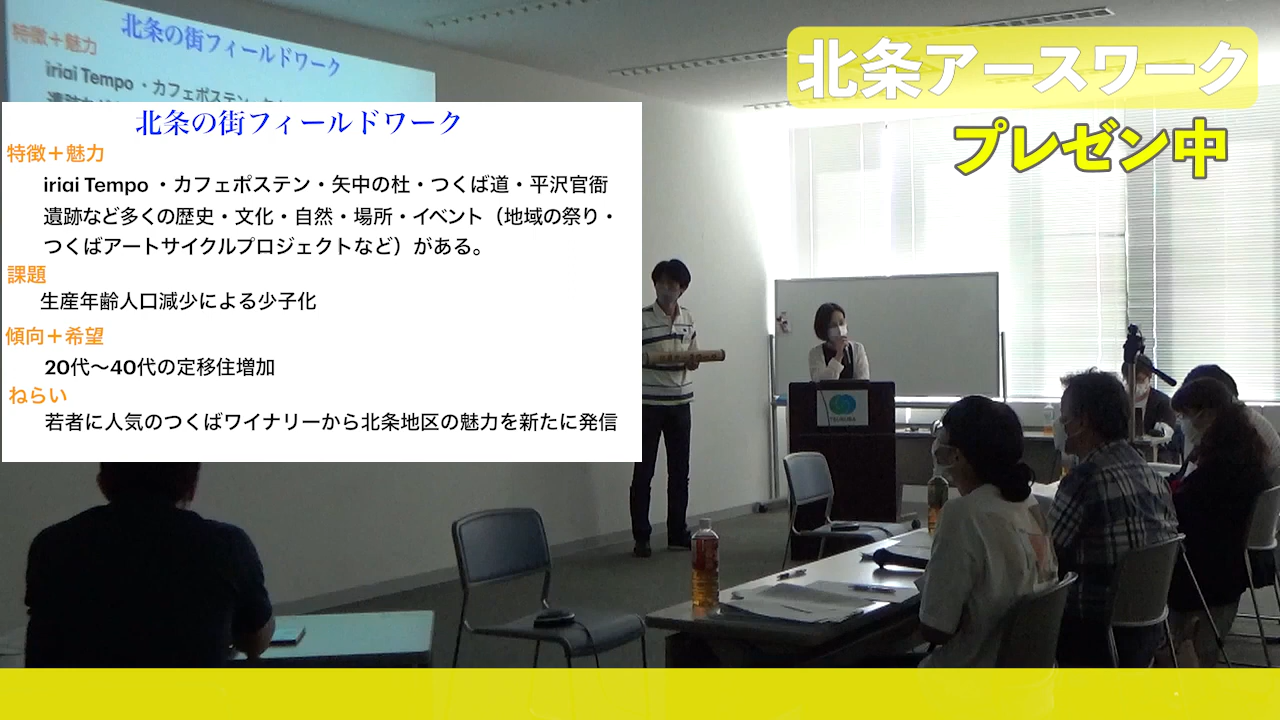 北条の街フィールドワーク
特徴＋魅力
iriai Tempo ・カフェポステン・
北条アースワーク
プレゼン中
北条の街フィールドワーク
特徴＋魅力
iriai Tempo ・カフェポステン・矢中の杜・つくば道・平沢官衙
遺跡など多くの歴史・文化・自然・場所・イベント（地域の祭り・
つくばアートサイクルプロジェクトなど）がある。
課題
生産年齢人口減少による少子化
傾向＋希望
20代〜40代の定移住増加
ねらい
若者に人気のつくばワイナリーから北条地区の魅力を新たに発信
TSUKUBA